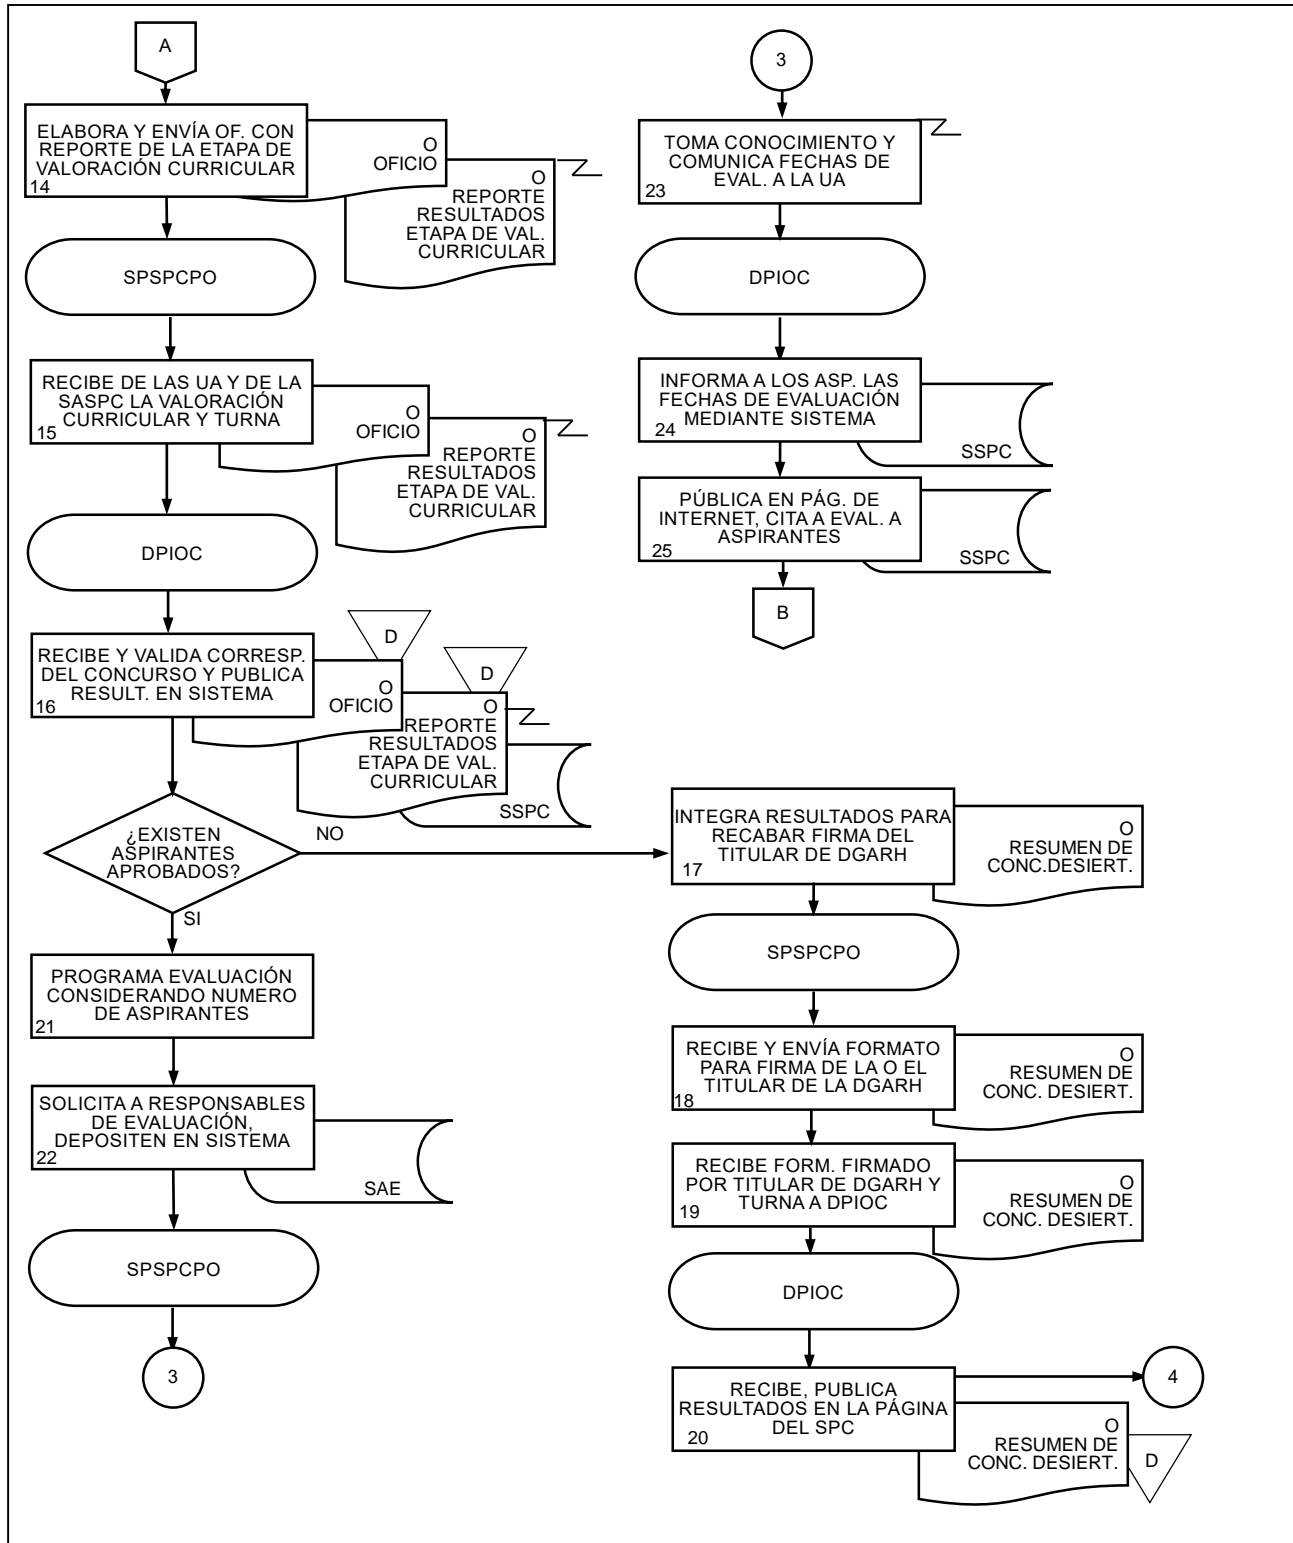 A
ELABORA Y ENVÍA OF. CON
REPORTE DE LA ETAPA DE
VALORACIÓN CURRICULAR
14
O
OFICIO
O
REPORTE
RESULTADOS
ETAPA DE VAL.
CURRICULAR
SPSPCPO
RECIBE DE LAS UA Y DE LA
SASPC LA VALORACIÓN
CURRICULAR Y TURNA
15
O
OFICIO
O
REPORTE
RESULTADOS
ETAPA DE VAL.
CURRICULAR
DPIOC
RECIBE Y VALIDA CORRESP.
DEL CONCURSO Y PUBLICA
RESULT. EN SISTEMA
16
D
O
OFICIO
D
O
REPORTE
RESULTADOS
ETAPA DE VAL.
CURRICULAR
SSPC
¿EXISTEN
ASPIRANTES
APROBADOS?
NO
SI
PROGRAMA EVALUACIÓN
CONSIDERANDO NUMERO
DE ASPIRANTES
21
SOLICITA A RESPONSABLES
DE EVALUACIÓN,
DEPOSITEN EN SISTEMA
22
SAE
SPSPCPO
3
3
TOMA CONOCIMIENTO Y
COMUNICA FECHAS DE
EVAL. A LA UA
23
DPIOC
INFORMA A LOS ASP. LAS
FECHAS DE EVALUACIÓN
MEDIANTE SISTEMA
24
SSPC
PÚBLICA EN PÁG. DE
INTERNET, CITA A EVAL. A
ASPIRANTES
25
SSPC
B
INTEGRA RESULTADOS PARA
RECABAR FIRMA DEL
TITULAR DE DGARH
17
O
RESUMEN DE
CONC.DESIERT.
SPSPCPO
RECIBE Y ENVÍA FORMATO
PARA FIRMA DE LA O EL
TITULAR DE LA DGARH
18
O
RESUMEN DE
CONC. DESIERT.
RECIBE FORM. FIRMADO
POR TITULAR DE DGARH Y
TURNA A DPIOC
19
O
RESUMEN DE
CONC. DESIERT.
DPIOC
RECIBE, PUBLICA
RESULTADOS EN LA PÁGINA
DEL SPC
20
4
O
RESUMEN DE
CONC. DESIERT.
D